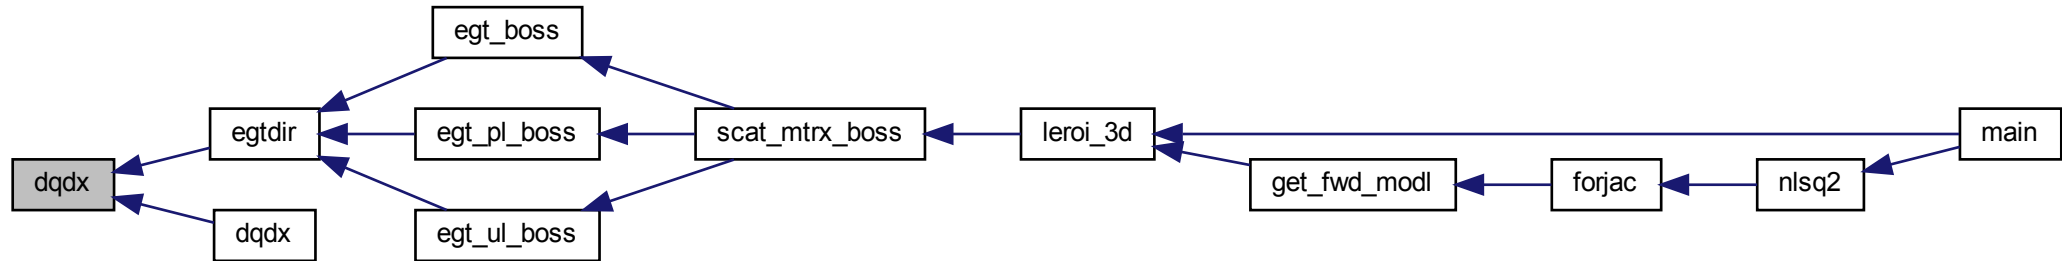 dqdx
egtdir
dqdx
egt_boss
egt_pl_boss
egt_ul_boss
scat_mtrx_boss
leroi_3d
get_fwd_modl
forjac
nlsq2
main